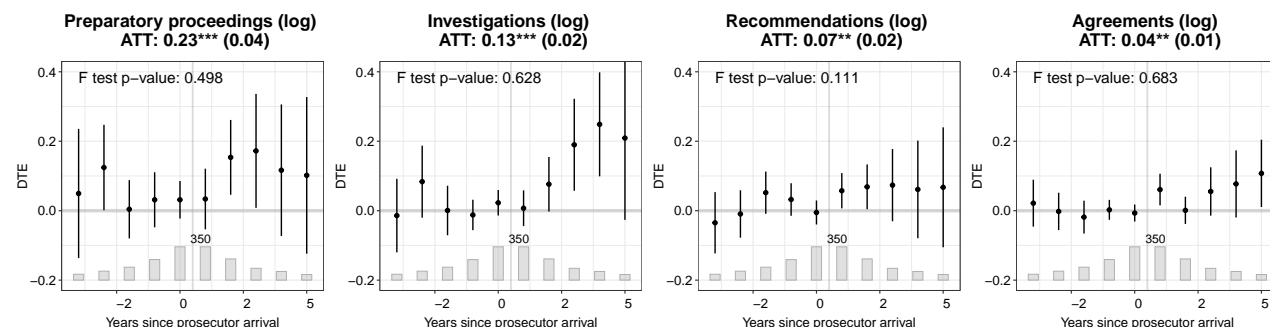 Preparatory proceedings (log)
ATT: 0.23*** (0.04)
F test p−value: 0.498
0.4
0.2
0.0
−0.2
DTE
350
−2
0
2
5
Years since prosecutor arrival
Investigations (log)
ATT: 0.13*** (0.02)
F test p−value: 0.628
0.4
0.2
0.0
−0.2
DTE
350
−2
0
2
5
Years since prosecutor arrival
Recommendations (log)
ATT: 0.07** (0.02)
F test p−value: 0.111
0.4
0.2
0.0
−0.2
DTE
350
−2
0
2
5
Years since prosecutor arrival
Agreements (log)
ATT: 0.04** (0.01)
F test p−value: 0.683
0.4
0.2
0.0
−0.2
DTE
350
−2
0
2
5
Years since prosecutor arrival